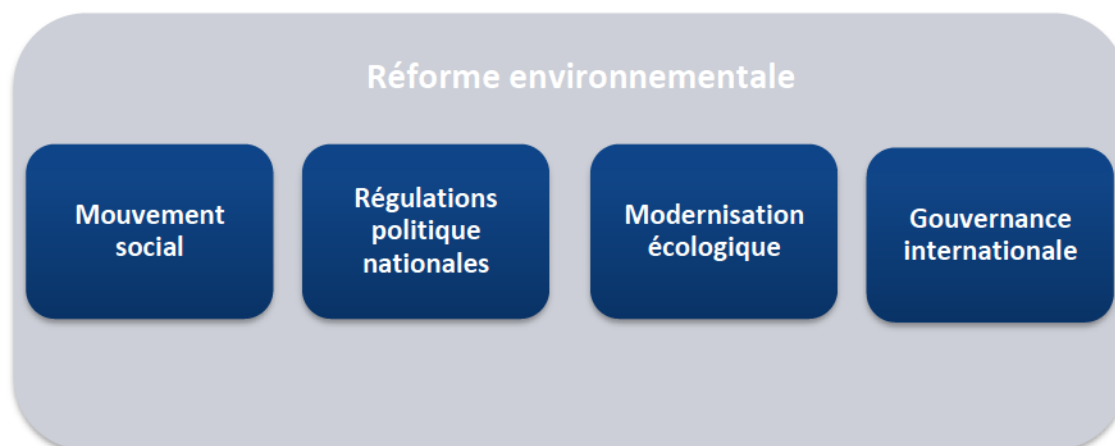 Réforme environnementale
Mouvement
social
Régulations
politique
nationales
Modernisation
écologique
Gouvernance
internationale